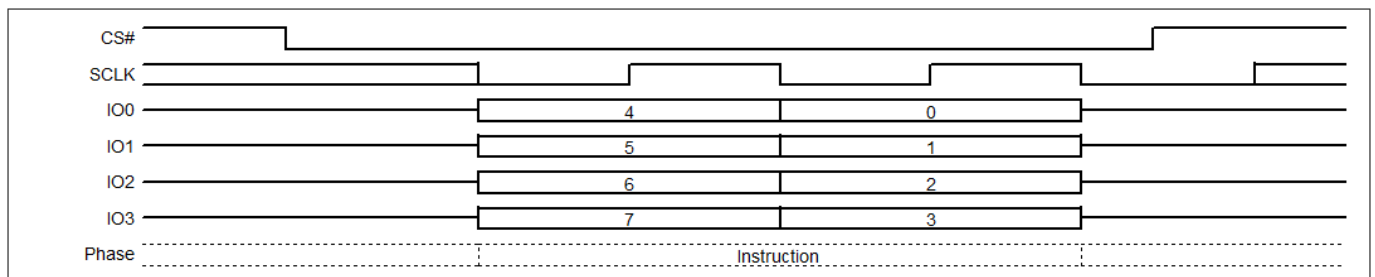 CS#
SCLK
IO0 4 0
IO1 5 1
IO2 6 2
IO3 7 3
Phase Instruction